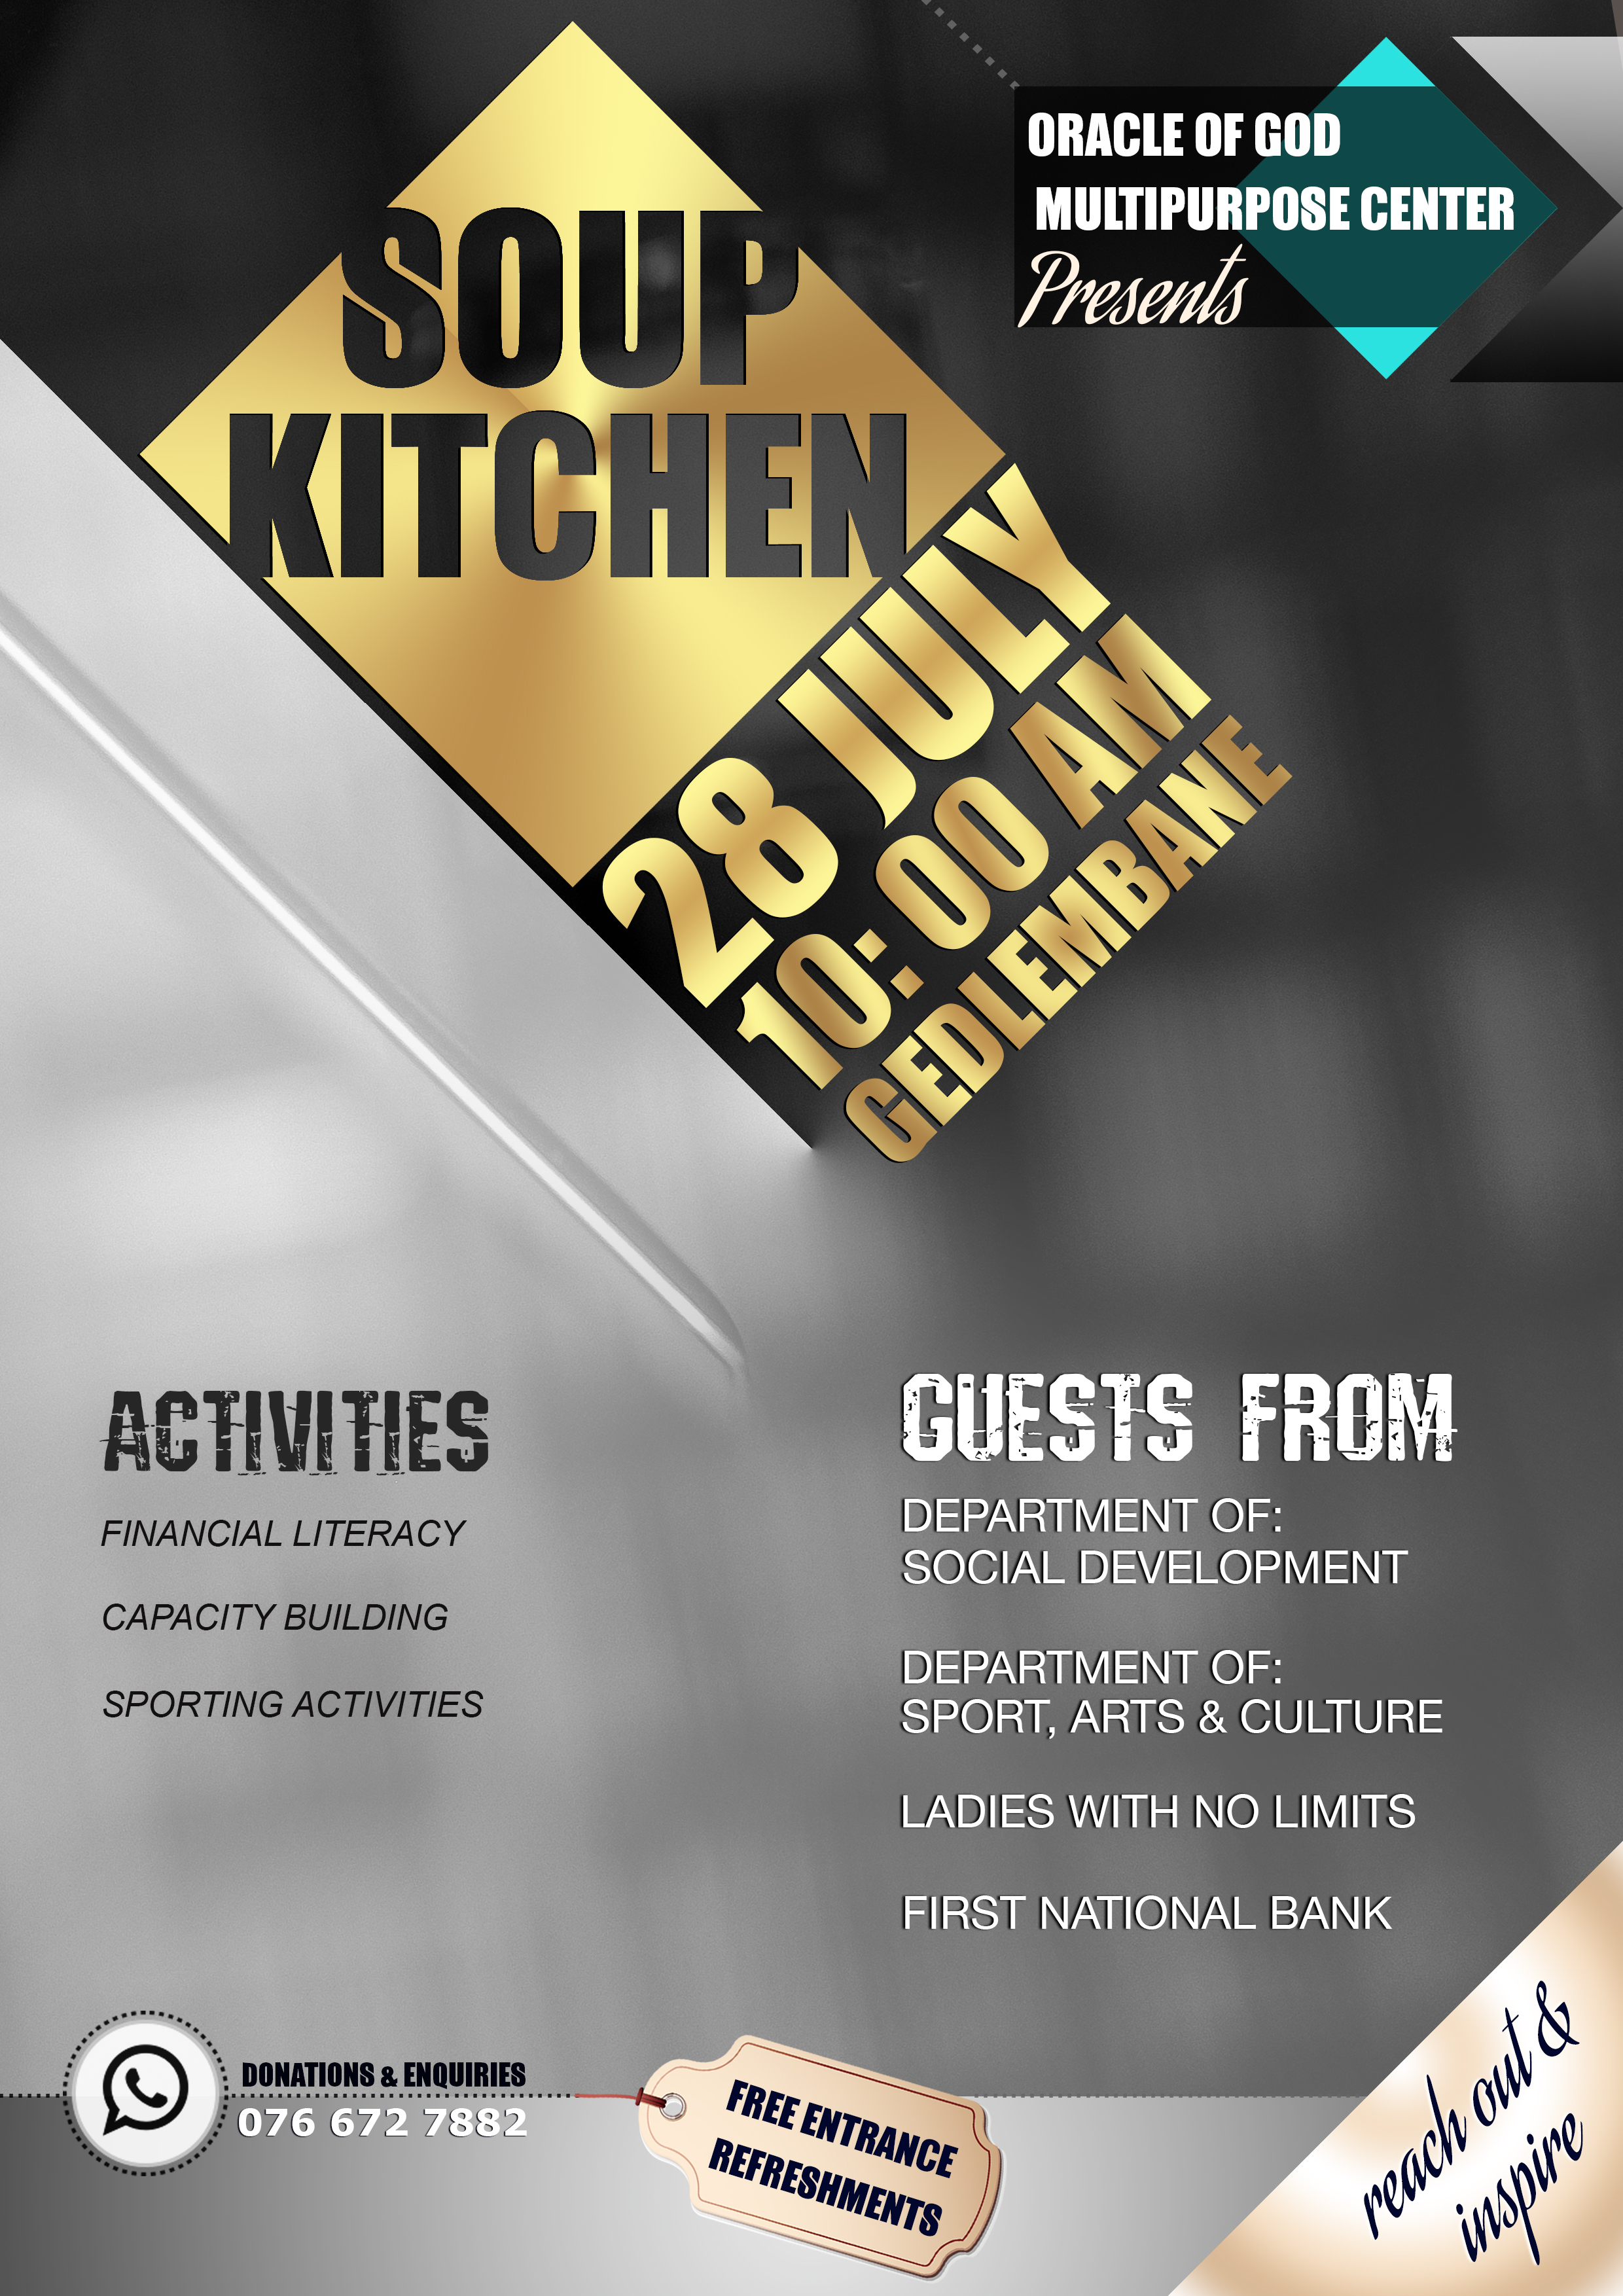 ORACLE OF GOD
MULTIPURPOSE CENTER
Presents
SOUP
KITCHEN
28 JULY
10: 00 AM
GEDLEMBANE
ACTIVITIES
FINANCIAL LITERACY
CAPACITY BUILDING
SPORTING ACTIVITIES
GUESTS FROM
DEPARTMENT OF:
SOCIAL DEVELOPMENT
DEPARTMENT OF:
SPORT, ARTS & CULTURE
LADIES WITH NO LIMITS
FIRST NATIONAL BANK
DONATIONS & ENQUIRIES
076 672 7882
FREE ENTRANCE
REFRESHMENTS
reach out &
inspire